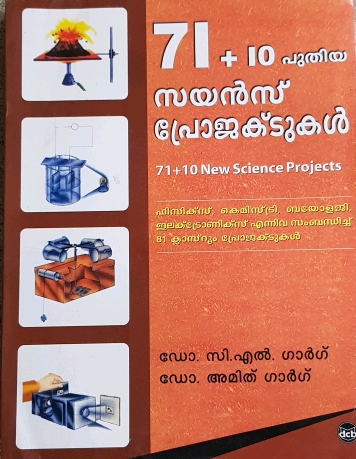 71 + 10 പുതിയ
സയൻസ്
പ്രോജക്ടുകൾ
71+10 New Science Projects
ഫിസിക്സ്, കെമിസ്ട്രി, ബയോളജി,
ഇലക്ട്രോണിക്സ് എന്നിവ സംബന്ധിച്ച്
81 ക്ലാസ്റൂം പ്രോജക്ടുകൾ
ഡോ. സി.എൽ. ഗാർഗ്
ഡോ. അമിത് ഗാർഗ്
dcb